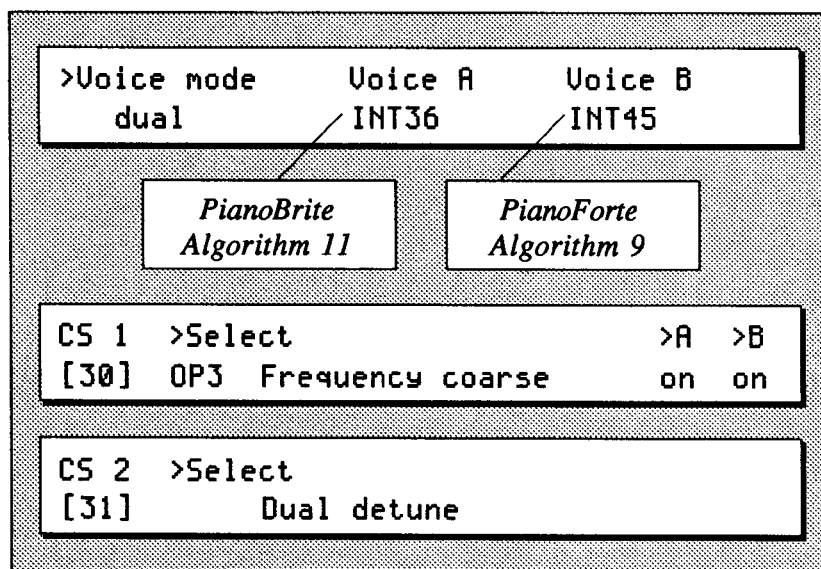 >Voice mode Voice A Voice B
dual INT36 INT45
PianoBrite
Algorithm 11
PianoForte
Algorithm 9
CS 1 >Select >A >B
[30] OP3 Frequency coarse on on
CS 2 >Select
[31] Dual detune